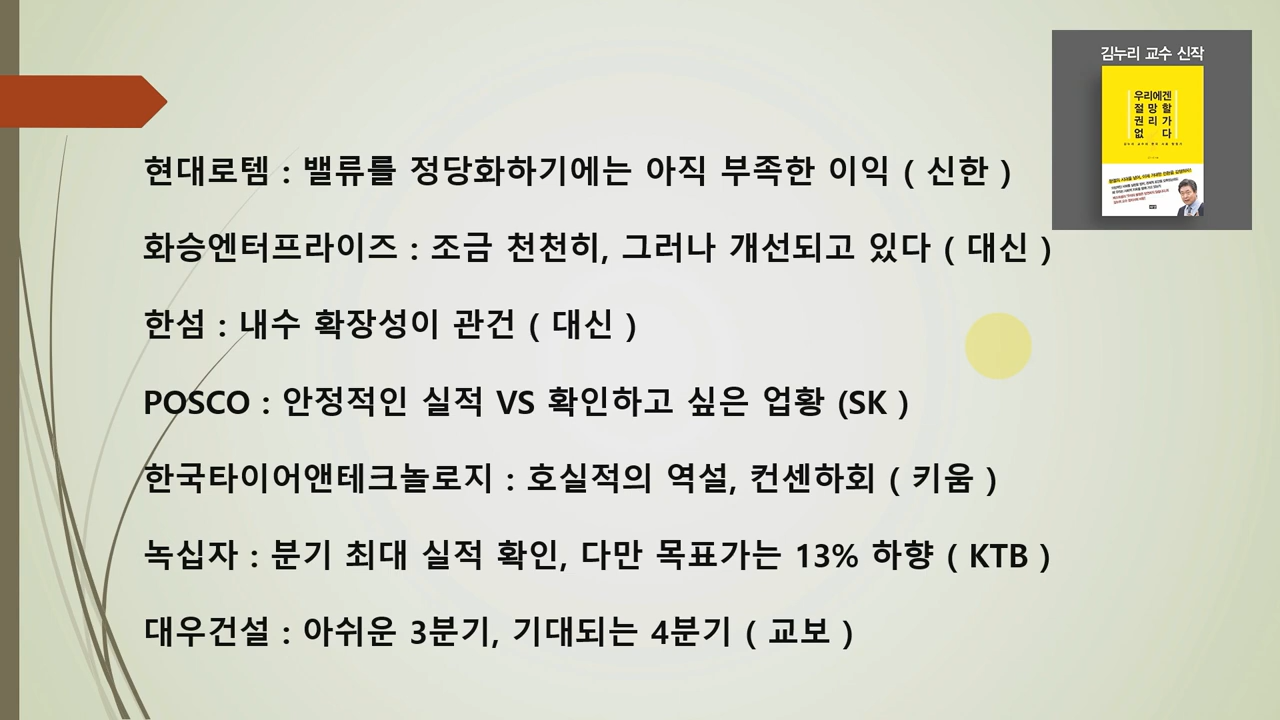 김누리 교수 신작
우리에겐
절망할
권리가
없다
현대로템 : 밸류를 정당화하기에는 아직 부족한 이익 ( 신한 )
화승엔터프라이즈 : 조금 천천히, 그러나 개선되고 있다 ( 대신 )
한섬 : 내수 확장성이 관건 ( 대신 )
POSCO : 안정적인 실적 VS 확인하고 싶은 업황 (SK )
한국타이어앤테크놀로지 : 호실적의 역설, 컨센하회 ( 키움 )
녹십자 : 분기 최대 실적 확인, 다만 목표가는 13% 하향 ( KTB )
대우건설 : 아쉬운 3분기, 기대되는 4분기 ( 교보 )